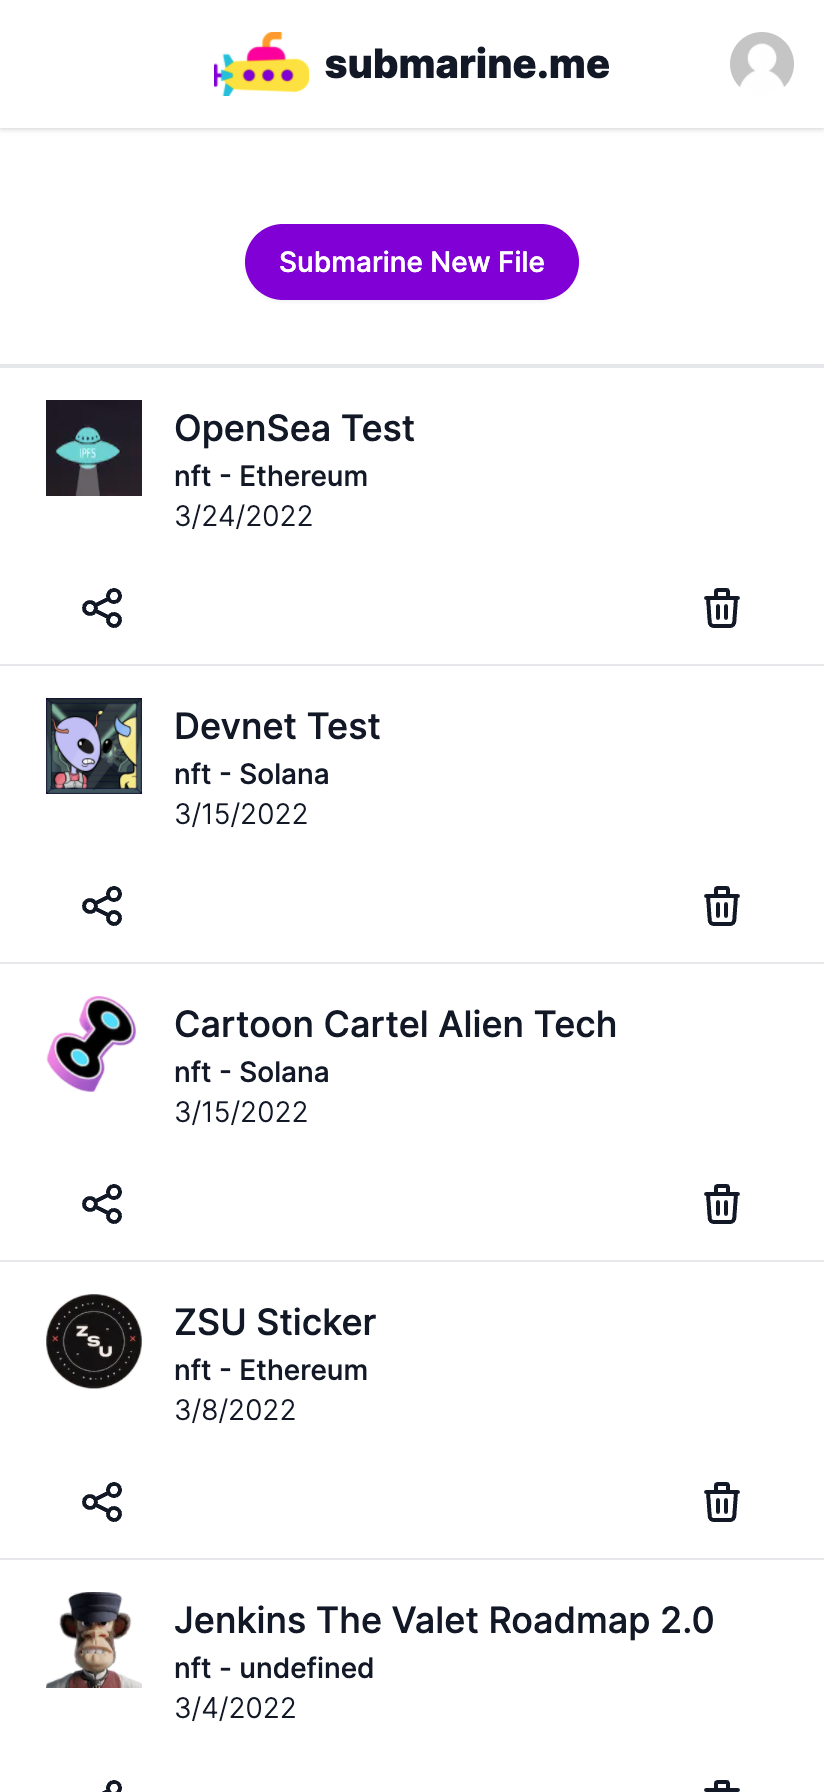 submarine.me
Submarine New File
IPFS
OpenSea Test
nft - Ethereum
3/24/2022
Devnet Test
nft - Solana
3/15/2022
Cartoon Cartel Alien Tech
nft - Solana
3/15/2022
ZSU
ZSU Sticker
nft - Ethereum
3/8/2022
Jenkins The Valet Roadmap 2.0
nft - undefined
3/4/2022